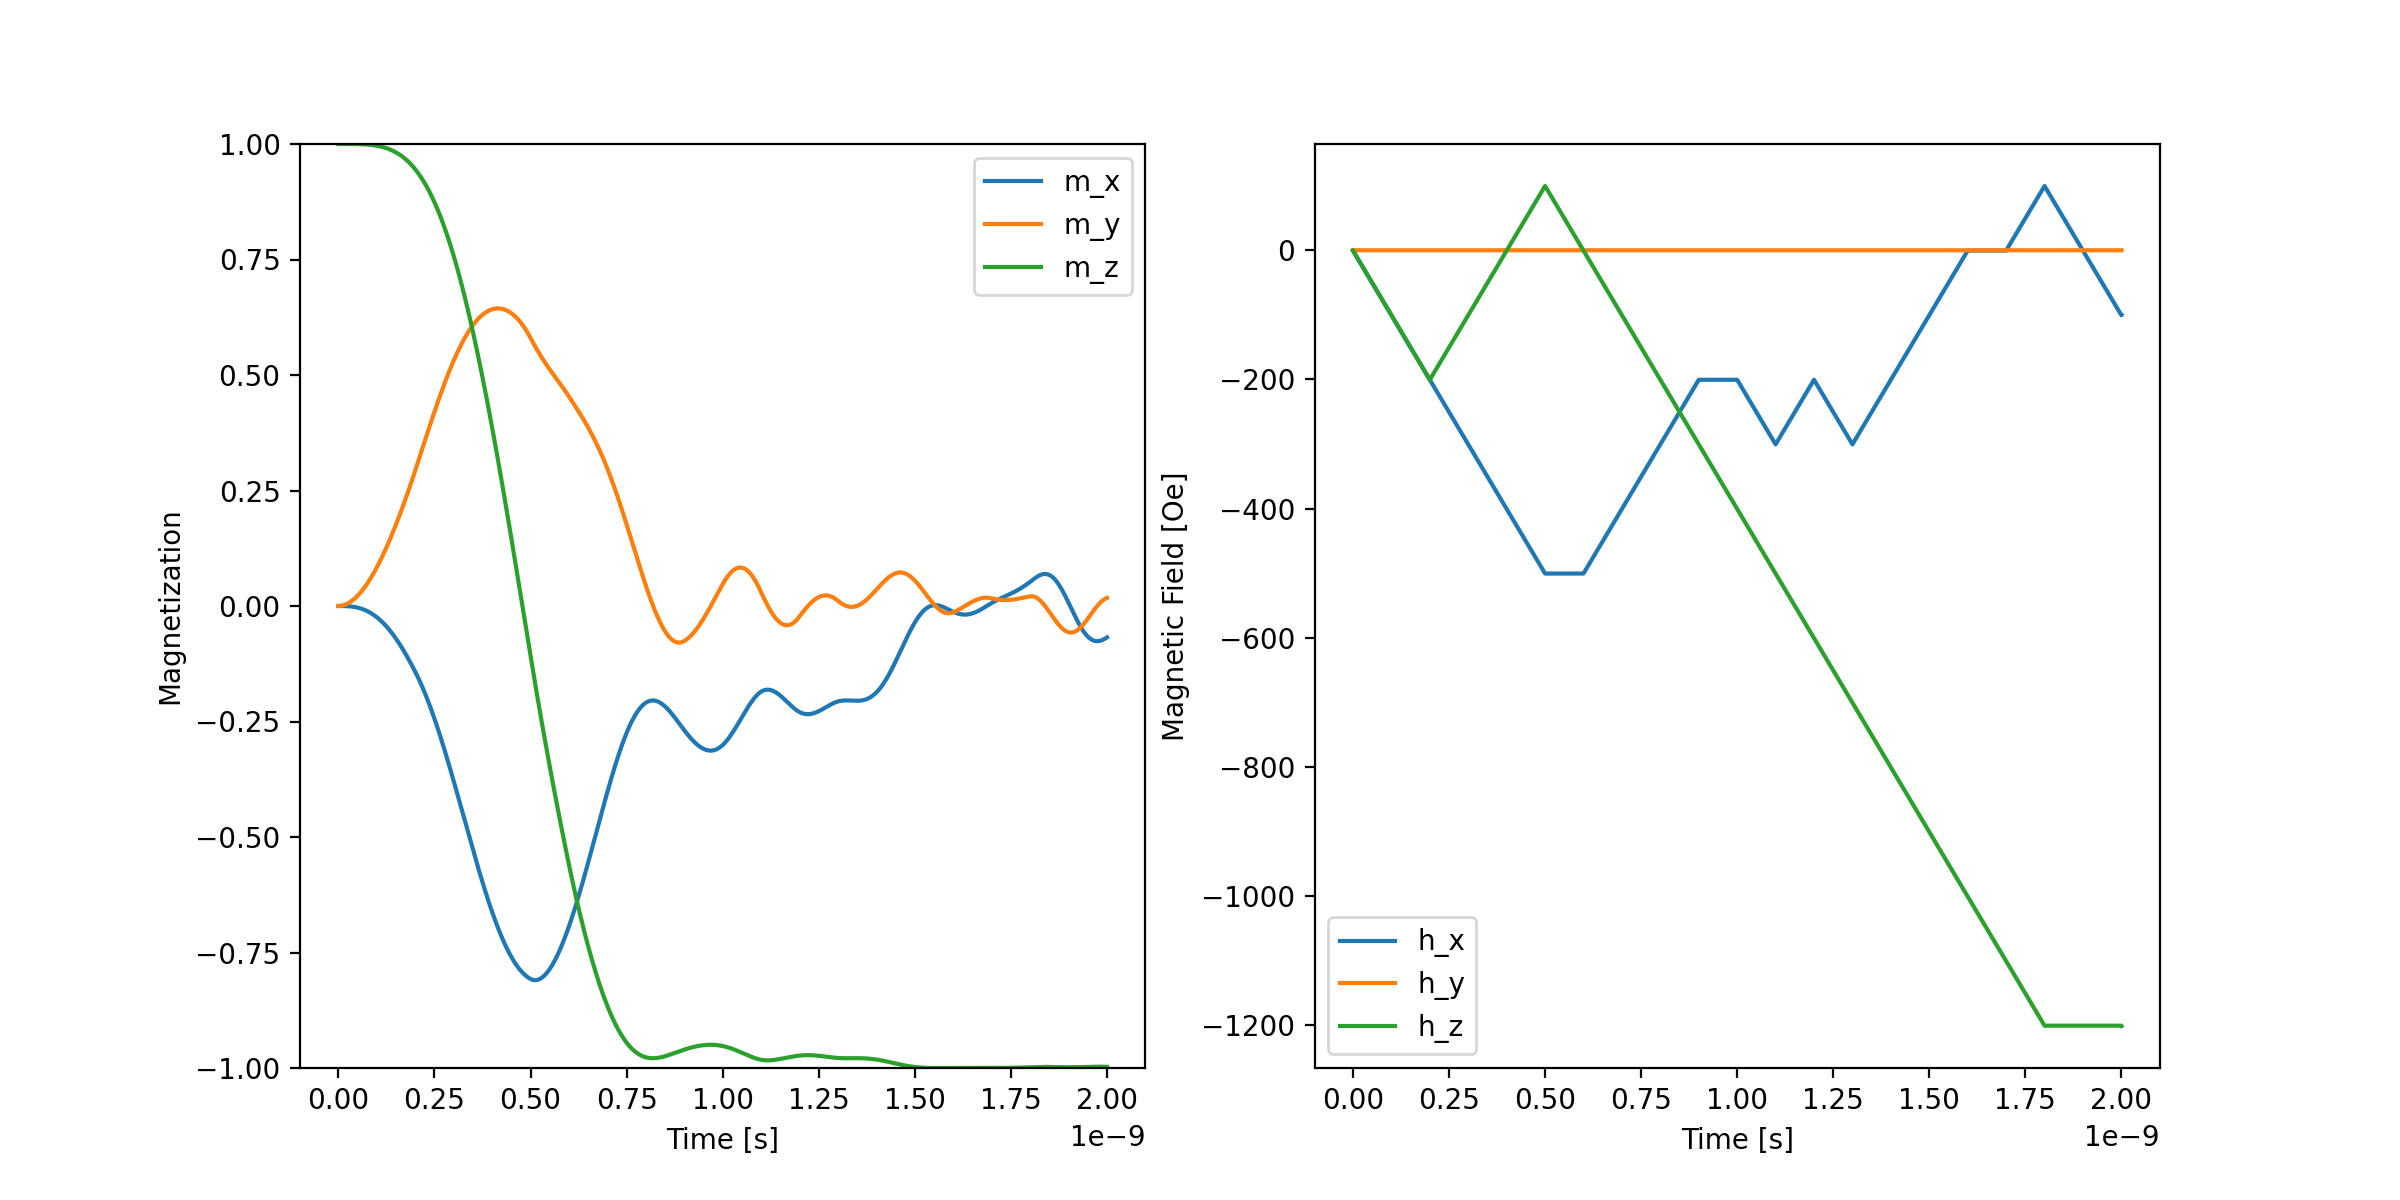 1.00
0.75
0.50
0.25
0.00
−0.25
−0.50
−0.75
−1.00
Magnetization
m_x
m_y
m_z
0.00 0.25 0.50 0.75 1.00 1.25 1.50 1.75 2.00
Time [s]
1e−9
0
−200
−400
−600
−800
−1000
−1200
Magnetic Field [Oe]
h_x
h_y
h_z
0.00 0.25 0.50 0.75 1.00 1.25 1.50 1.75 2.00
Time [s]
1e−9